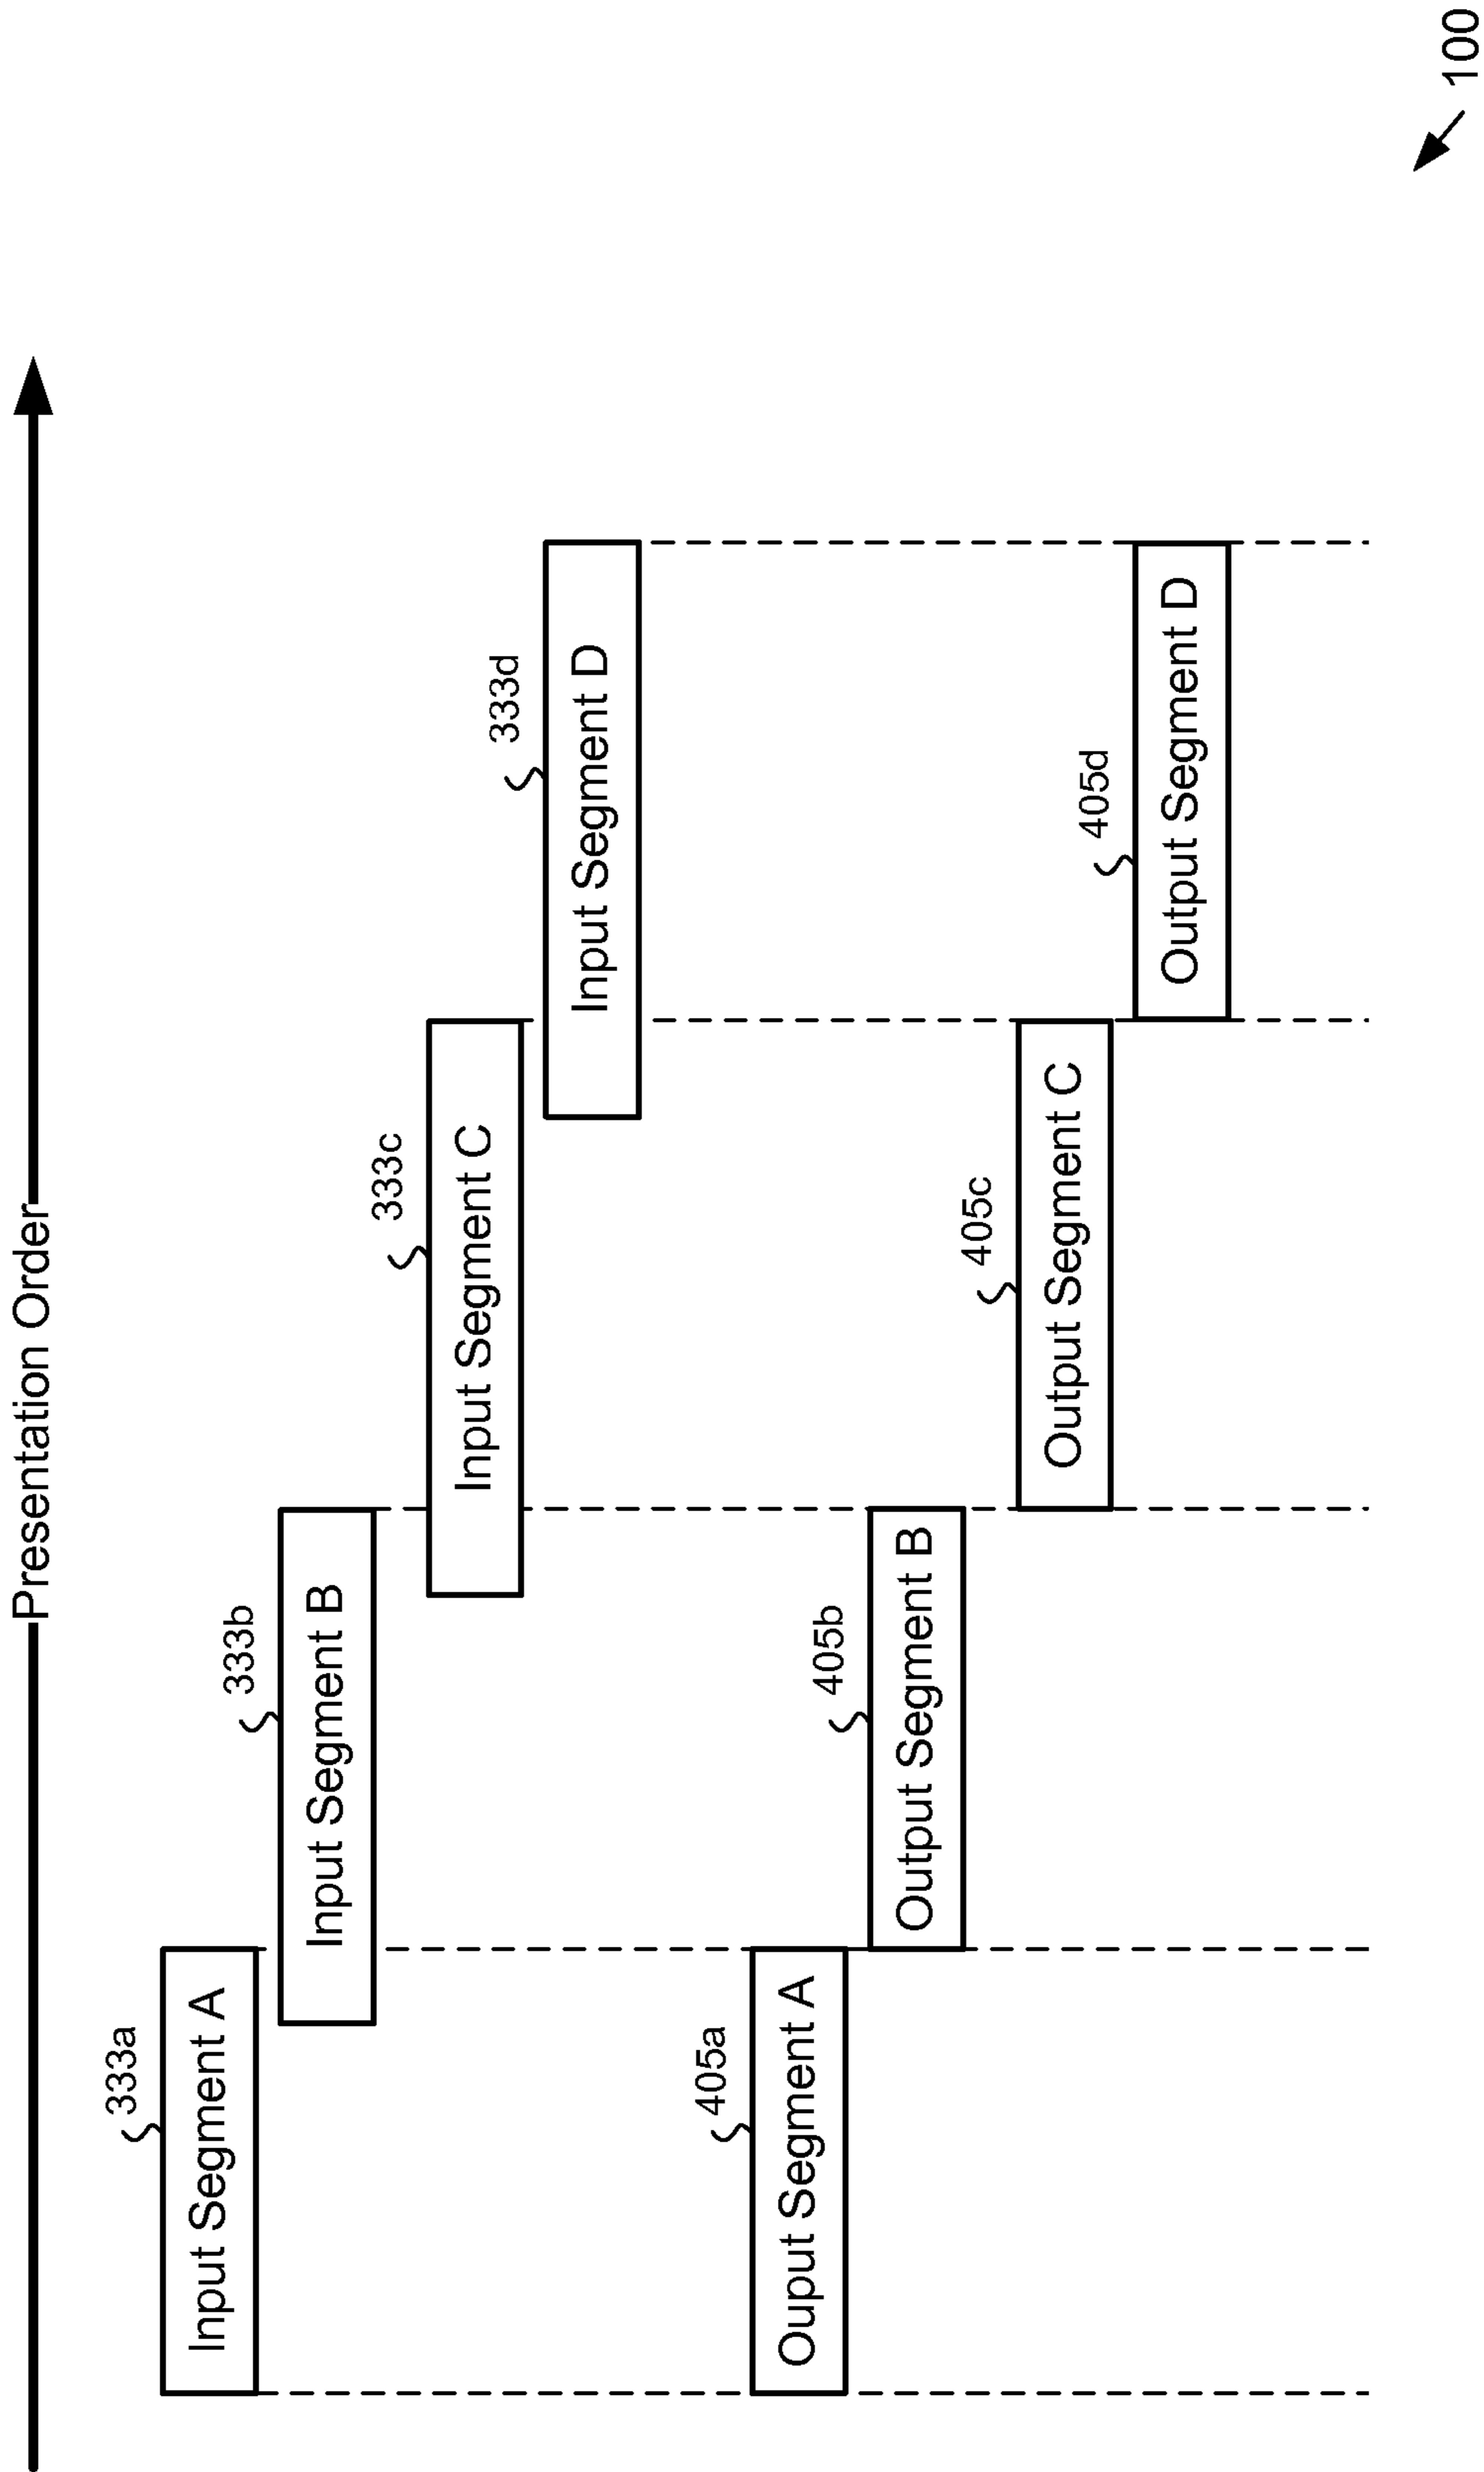 Presentation Order
333a
Input Segment A
333b
Input Segment B
333c
Input Segment C
333d
Input Segment D
405a
Ouput Segment A
405b
Output Segment B
405c
Output Segment C
405d
Output Segment D
100